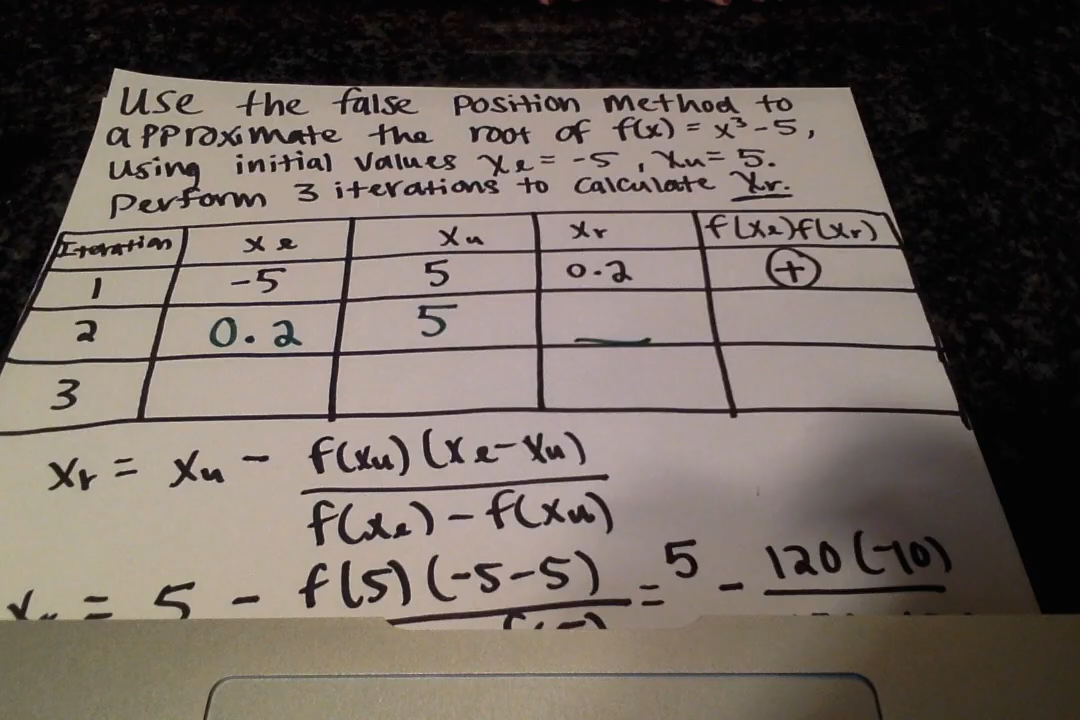 Use the false position method to
approximate the root of f(x) = x³-5,
using initial values xₗ = -5, xᵤ = 5.
Perform 3 iterations to calculate xᵣ.
Iteration xₗ xᵤ xᵣ f(xₗ)f(xᵣ)
1 -5 5 0.2 +
2 0.2 5 __
3
xᵣ = xᵤ - f(xᵤ)(xₗ-xᵤ)
f(xₗ) - f(xᵤ)
= 5 - f(5)(-5-5) = 5 - 120(-10)